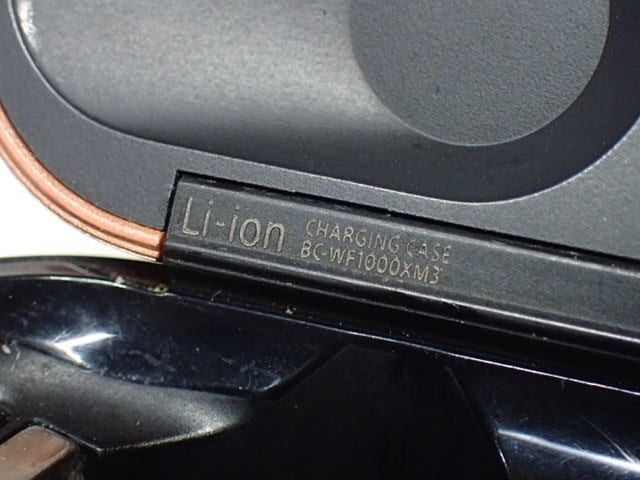 Li-ion
CHARGING CASE
BC-WF1000XM3